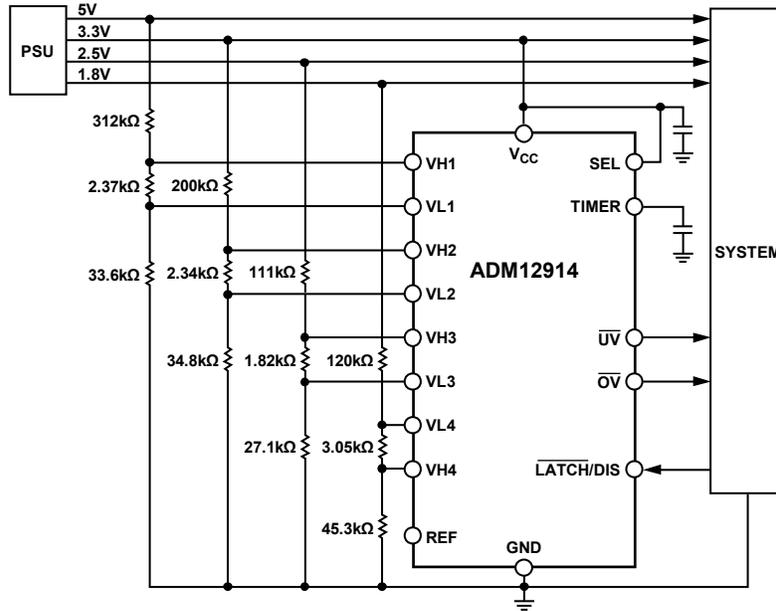 5V
3.3V
2.5V
1.8V
PSU
312kΩ
2.37kΩ
33.6kΩ
200kΩ
2.34kΩ
34.8kΩ
111kΩ
1.82kΩ
27.1kΩ
120kΩ
3.05kΩ
45.3kΩ
VCC
VH1
VL1
VH2
VL2
VH3
VL3
VL4
VH4
REF
GND
ADM12914
SEL
TIMER
UV
OV
LATCH/DIS
SYSTEM